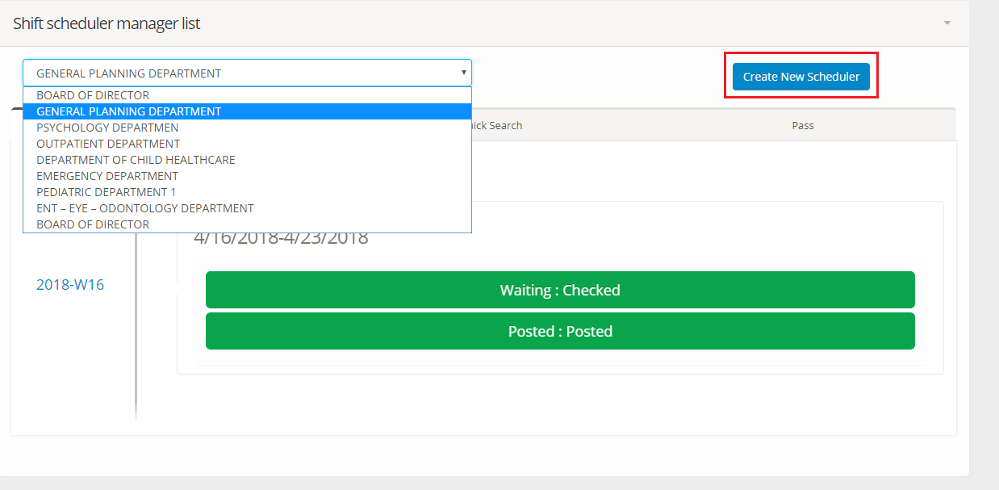 Shift scheduler manager list
GENERAL PLANNING DEPARTMENT
Create New Scheduler
BOARD OF DIRECTOR
GENERAL PLANNING DEPARTMENT
PSYCHOLOGY DEPARTMEN
OUTPATIENT DEPARTMENT
DEPARTMENT OF CHILD HEALTHCARE
EMERGENCY DEPARTMENT
PEDIATRIC DEPARTMENT 1
ENT – EYE – ODONTOLOGY DEPARTMENT
BOARD OF DIRECTOR
Search
Pass
4/16/2018-4/23/2018
2018-W16
Waiting : Checked
Posted : Posted